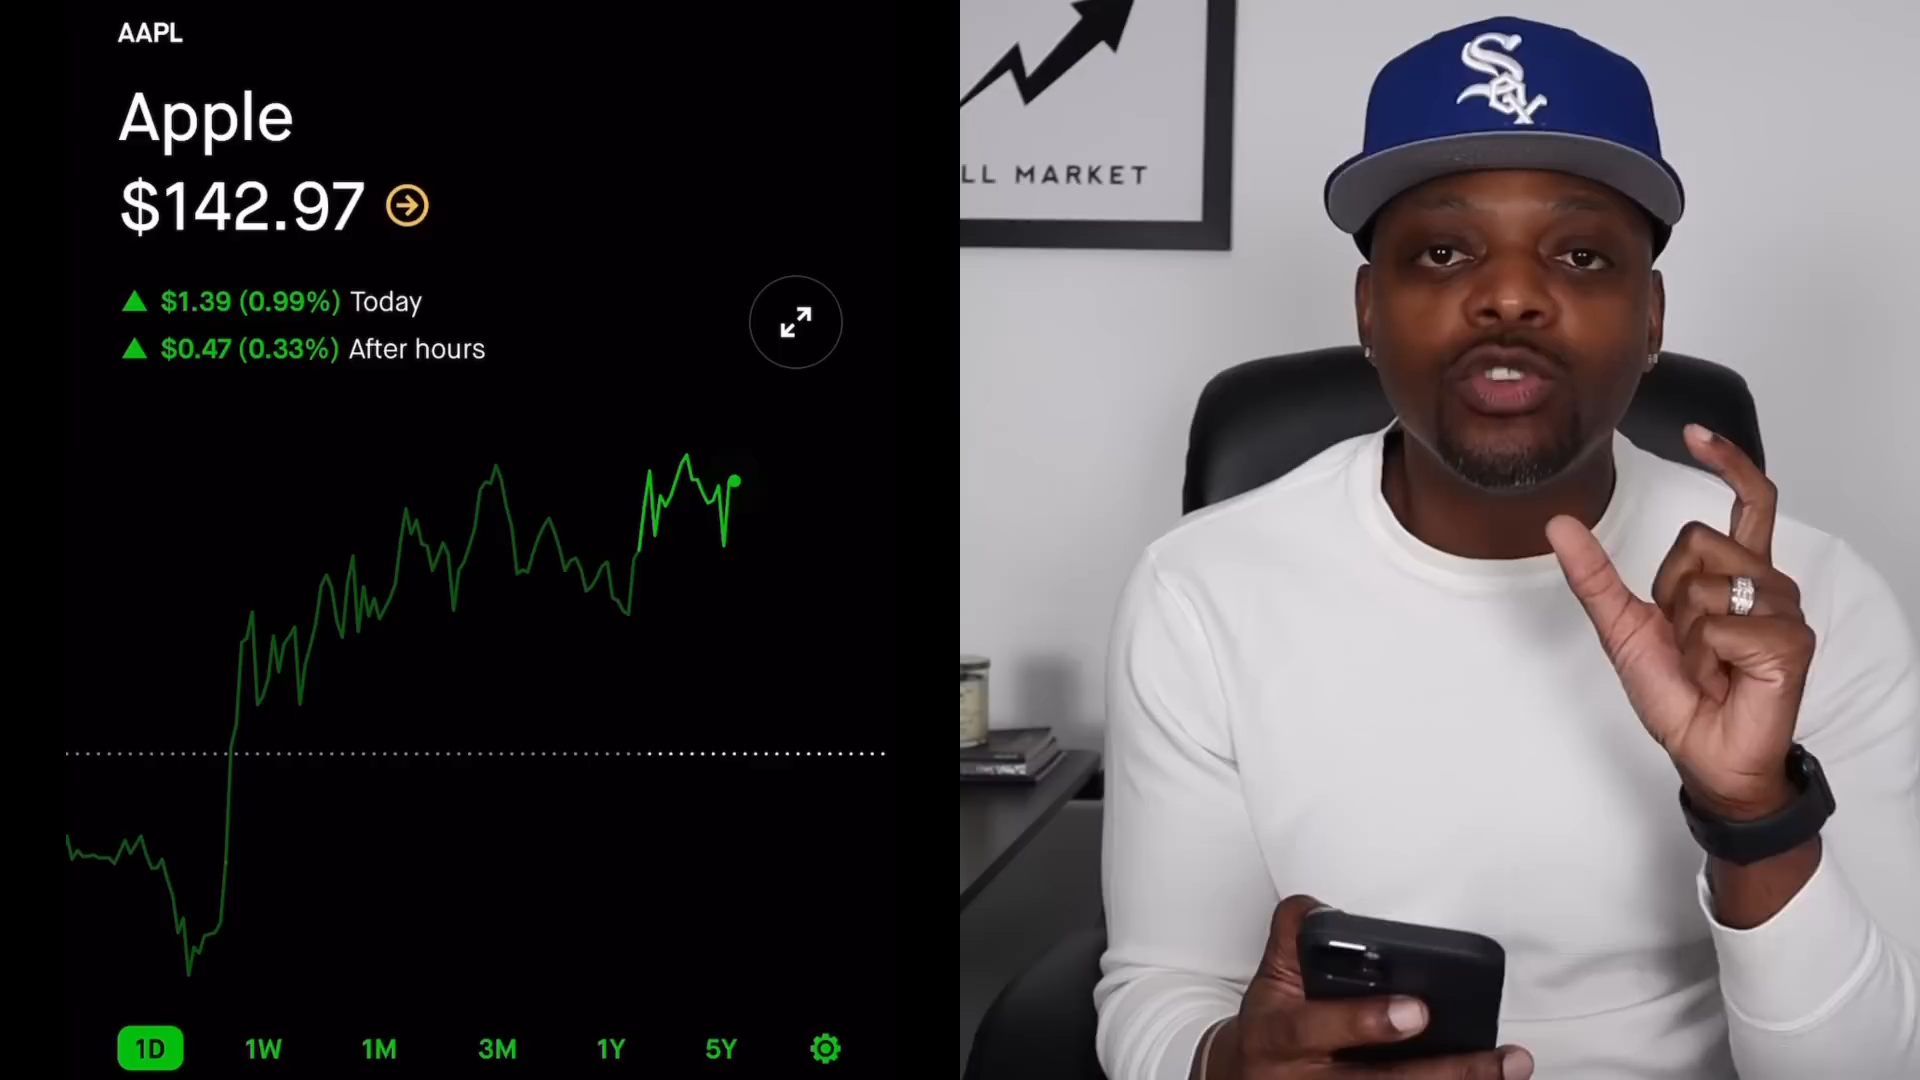 AAPL
Apple
$142.97
▲ $1.39 (0.99%) Today
▲ $0.47 (0.33%) After hours
1D 1W 1M 3M 1Y 5Y
LL MARKET
Sox